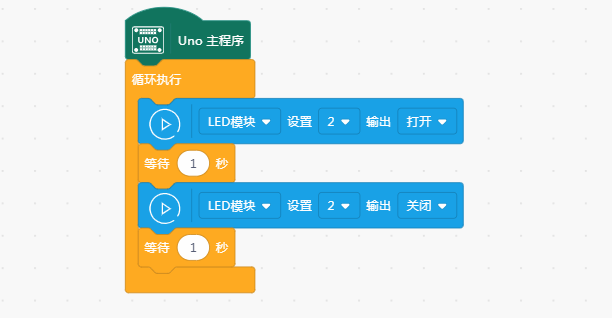 UNO Uno 主程序
循环执行
LED模块 设置 2 输出 打开
等待 1 秒
LED模块 设置 2 输出 关闭
等待 1 秒